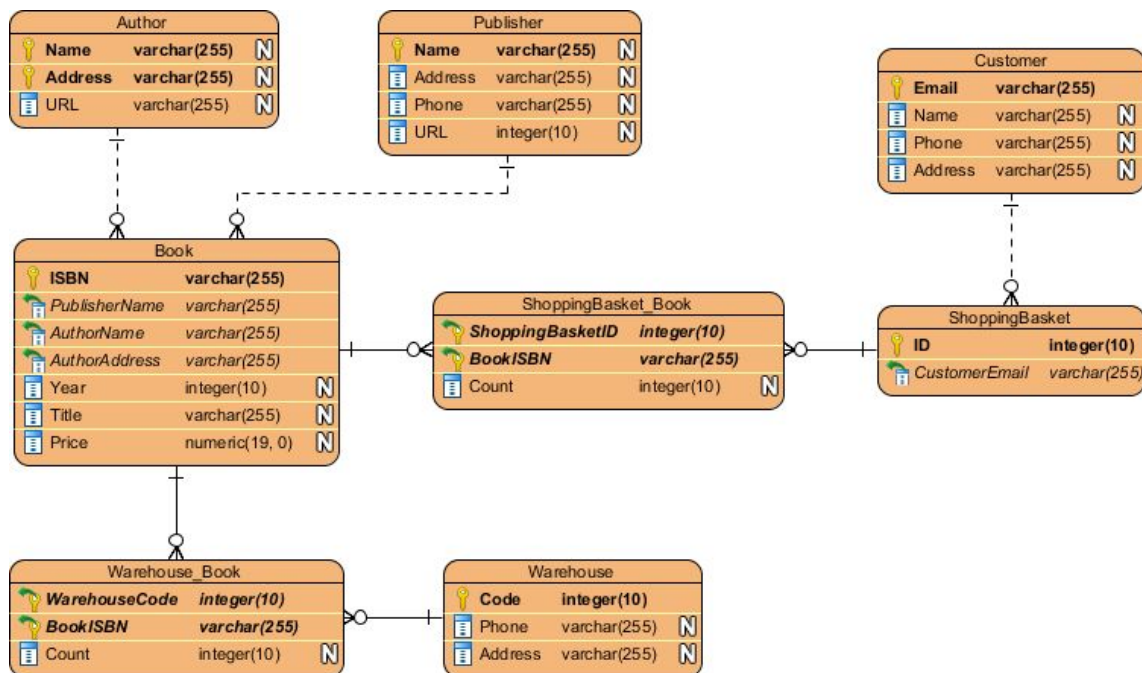 Author
Name varchar(255) N
Address varchar(255) N
URL varchar(255) N
Publisher
Name varchar(255) N
Address varchar(255) N
Phone varchar(255) N
URL integer(10) N
Customer
Email varchar(255)
Name varchar(255) N
Phone varchar(255) N
Address varchar(255) N
Book
ISBN varchar(255)
PublisherName varchar(255)
AuthorName varchar(255)
AuthorAddress varchar(255)
Year integer(10) N
Title varchar(255) N
Price numeric(19, 0) N
ShoppingBasket_Book
ShoppingBasketID integer(10)
BookISBN varchar(255)
Count integer(10) N
ShoppingBasket
ID integer(10)
CustomerEmail varchar(255)
Warehouse_Book
WarehouseCode integer(10)
BookISBN varchar(255)
Count integer(10) N
Warehouse
Code integer(10)
Phone varchar(255) N
Address varchar(255) N